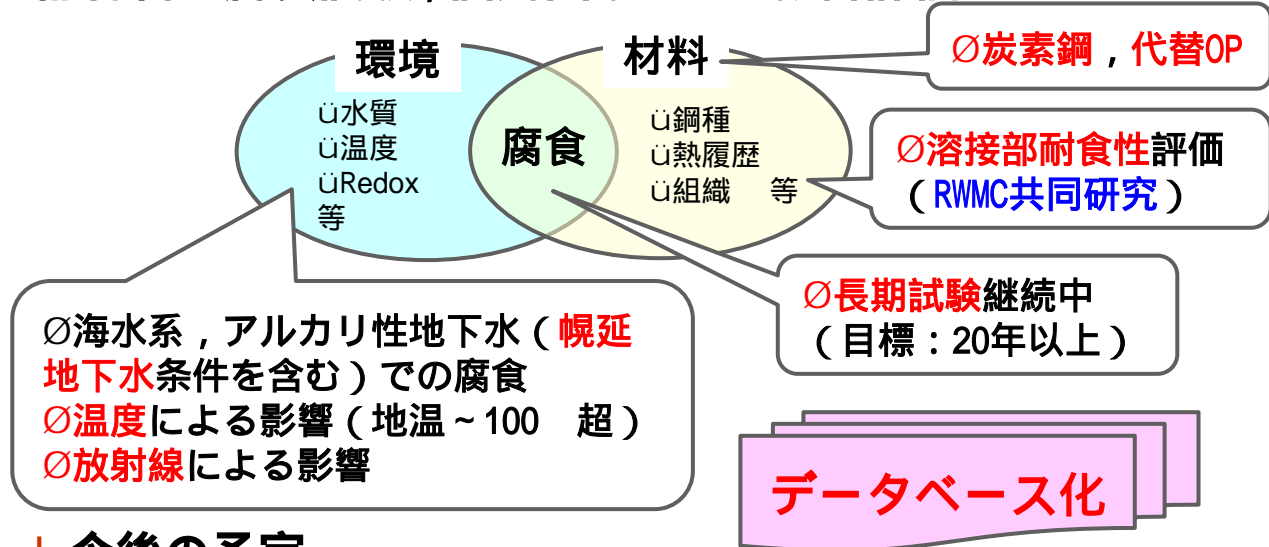 環境
材料
Ø炭素鋼，代替OP
ü水質
ü温度
üRedox
等
腐食
ü鋼種
ü熱履歴
ü組織　等
Ø溶接部耐食性評価
（RWMC共同研究）
Ø長期試験継続中
（目標：20年以上）
Ø海水系，アルカリ性地下水（幌延
地下水条件を含む）での腐食
Ø温度による影響（地温~100　超）
Ø放射線による影響
データベース化
今後の予定